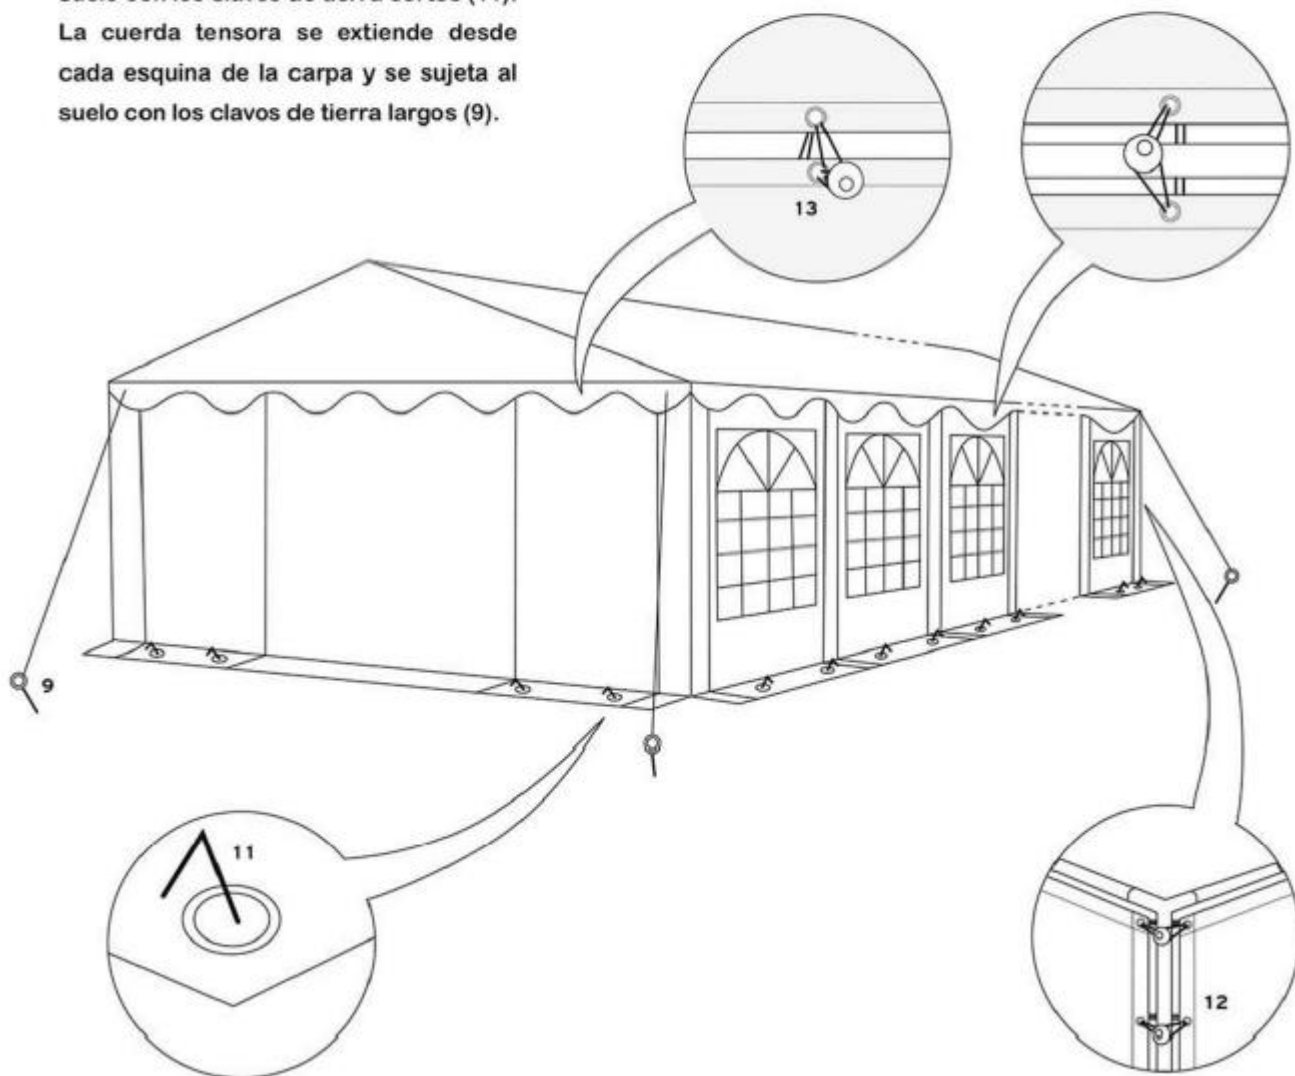 La cuerda tensora se extiende desde
cada esquina de la carpa y se sujeta al
suelo con los clavos de tierra largos (9).
13
9
11
12